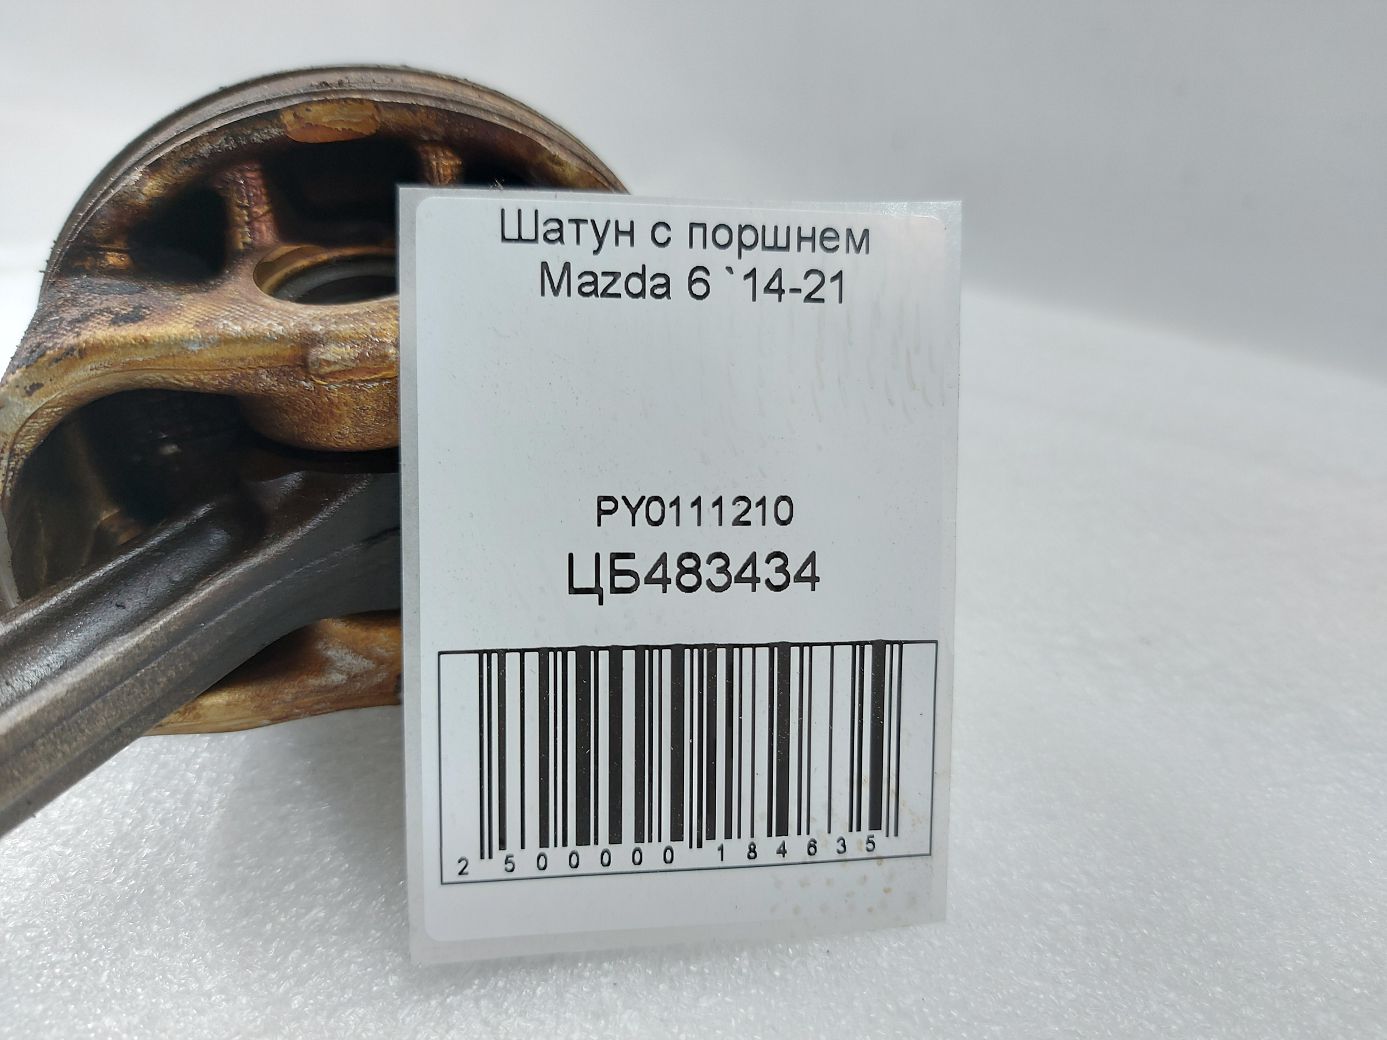 Шатун с поршнем
Mazda 6 `14-21
PY0111210
ЦБ483434
2 500000 184635